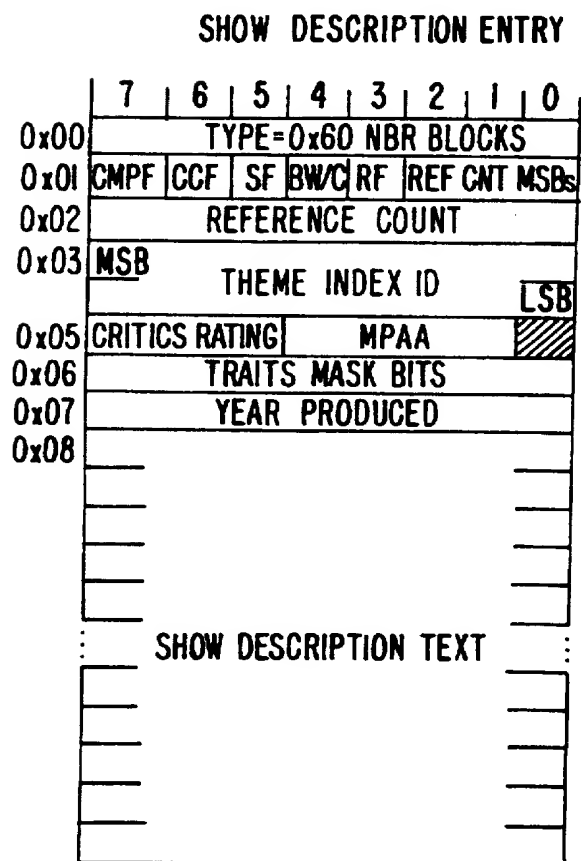 SHOW DESCRIPTION ENTRY
7 6 5 4 3 2 1 0
0x00 TYPE=0x60 NBR BLOCKS
0x01 CMPF CCF SF BW/C RF REF CNT MSBs
0x02 REFERENCE COUNT
0x03 MSB
THEME INDEX ID
LSB
0x05 CRITICS RATING MPAA
0x06 TRAITS MASK BITS
0x07 YEAR PRODUCED
0x08
SHOW DESCRIPTION TEXT